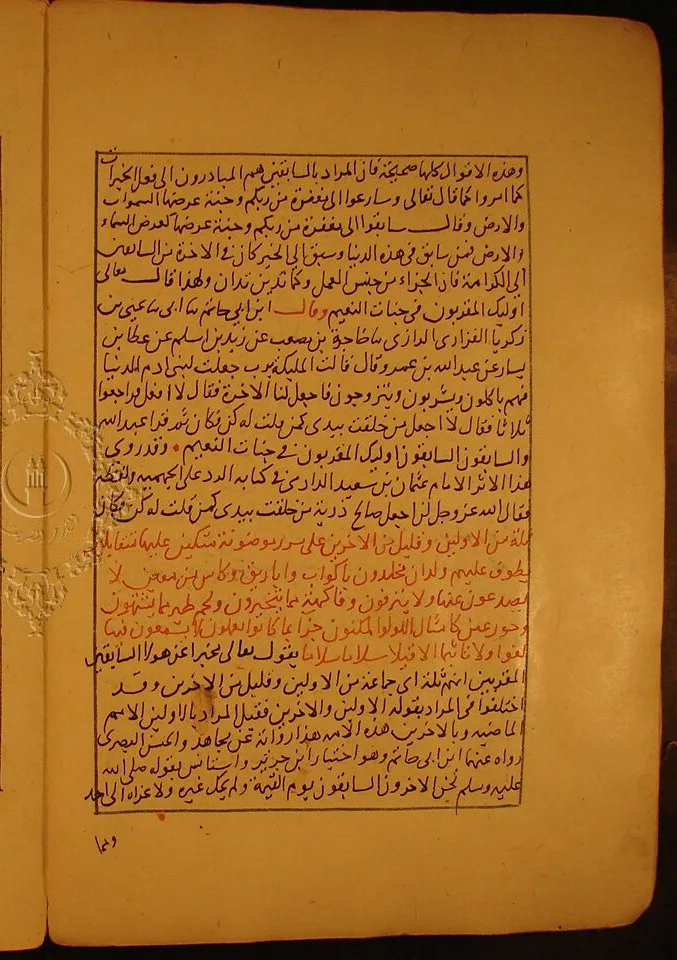 وهذه الاقوال كلها صحيحة فان المراد بالسابقين هم المبادرون الى فعل الخيرات
كما امروا كما قال تعالى وسارعوا الى مغفرة من ربكم وجنة عرضها السموات
والارض وقال سابقوا الى مغفرة من ربكم وجنة عرضها كعرض السماء
والارض فمن سابق في هذه الدنيا وسبق الى الخير كان في الاخرة من السابقين
الى الكرامة فان الجزاء من جنس العمل وكما تدين تدان ولهذا قال تعالى
اوليك المقربون في جنات النعيم وقال ابن ابي حاتم ثنا ابي ثنا يحيى بن
زكريا الفزاري الرازي ثنا خارجة بن مصعب عن زيد بن اسلم عن عطا بن
يسار عن عبد الله بن عمرو قال قالت المليكة يرب جعلت لبني ادم الدنيا
فهم ياكلون ويشربون ويتزوجون فاجعل لنا الاخرة فقال لا افعل فراجعوا
ثلاثا فقال لا اجعل من خلقت بيدي كمن قلت له كن فكان ثم قرا عبد الله
والسابقون السابقون اوليك المقربون في جنات النعيم وقد روى
هذا الاثر الامام عثمان بن سعيد الدارمي في كتابه الرد على الجهمية ولفظه
فقال الله عز وجل لن اجعل صالح ذرية من خلقت بيدي كمن قلت له كن فكان
ثلة من الاولين وقليل من الاخرين على سرر موضونة متكين عليها متقابلين
يطوف عليهم ولدان مخلدون باكواب واباريق وكاس من معين لا
يصدعون عنها ولا ينزفون وفاكهة مما يتخيرون ولحم طير مما يشتهون
وحور عين كامثال اللولو المكنون جزا بما كانوا يعملون لا يسمعون فيها
لغوا ولا تاثيما الا قيلا سلاما سلاما يقول تعالى مخبرا عن هولا السابقين
المقربين انهم ثلة اي جماعة من الاولين وقليل من الاخرين وقد
اختلفوا في المراد بقوله الاولين والاخرين فقيل المراد بالاولين الامم
الماضية وبالاخرين هذه الامة هذا رواية عن مجاهد والحسن البصري
رواه عنهما ابن ابي حاتم وهو اختيار ابن جرير واستانس بقوله صلى الله
عليه وسلم نحن الاخرون السابقون يوم القيمة ولم يحك غيره ولا عزاه الى احد
ومما